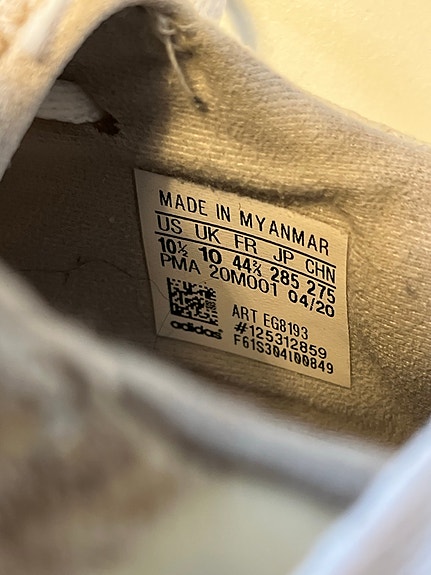 MADE IN MYANMAR
US UK FR JP CHN
10½ 10 44⅔ 285 275
PMA 20M001 04/20
ART EG8193
#125312859
F61S304I00849
adidas